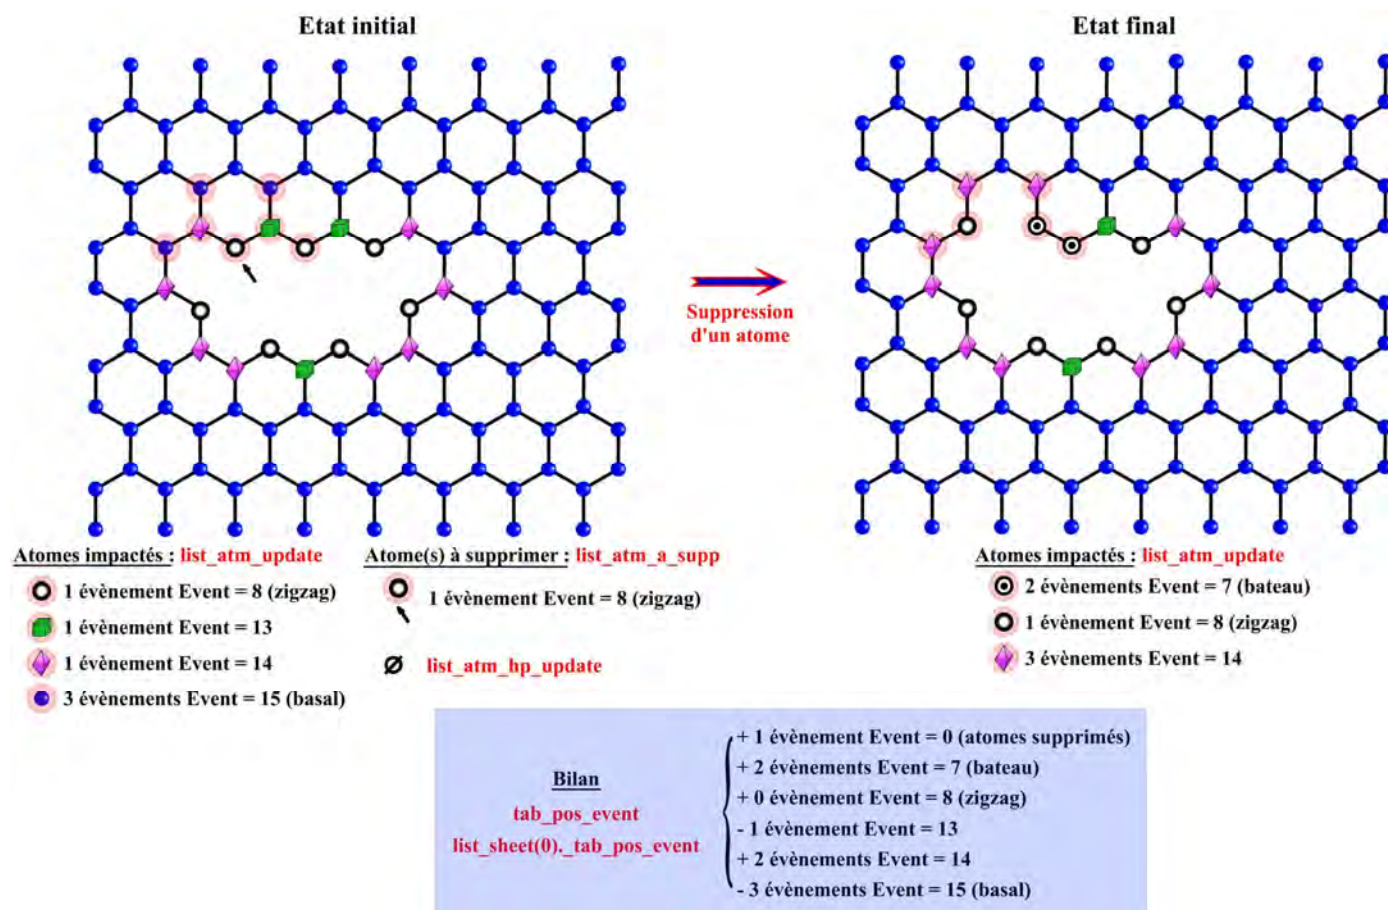 Etat initial
Etat final
Suppression
d'un atome
Atomes impactés : list_atm_update
1 évènement Event = 8 (zigzag)
1 évènement Event = 13
1 évènement Event = 14
3 évènements Event = 15 (basal)
Atome(s) à supprimer : list_atm_a_supp
1 évènement Event = 8 (zigzag)
list_atm_hp_update
Atomes impactés : list_atm_update
2 évènements Event = 7 (bateau)
1 évènement Event = 8 (zigzag)
3 évènements Event = 14
Bilan
tab_pos_event
list_sheet(0)._tab_pos_event
+ 1 évènement Event = 0 (atomes supprimés)
+ 2 évènements Event = 7 (bateau)
+ 0 évènement Event = 8 (zigzag)
- 1 évènement Event = 13
+ 2 évènements Event = 14
- 3 évènements Event = 15 (basal)